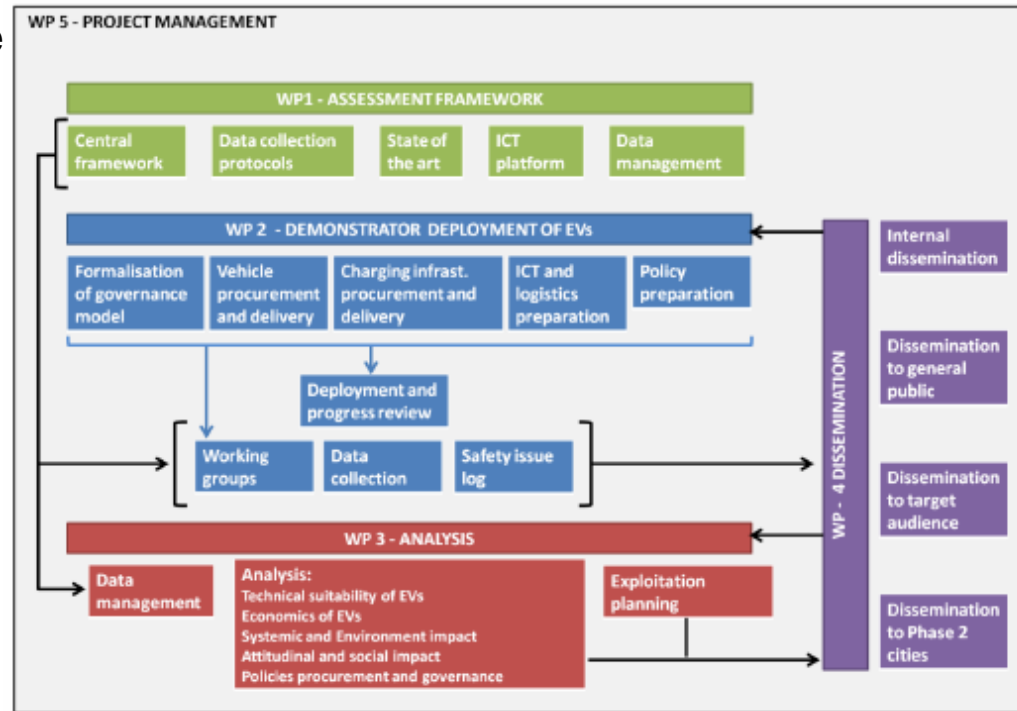 e
WP 5 - PROJECT MANAGEMENT
WP1 - ASSESSMENT FRAMEWORK
Central
framework
Data collection
protocols
State of
the art
ICT
platform
Data
management
WP 2 - DEMONSTRATOR DEPLOYMENT OF EVs
Formalisation
of governance
model
Vehicle
procurement
and delivery
Charging infrast.
procurement and
delivery
ICT and
logistics
preparation
Policy
preparation
Deployment and
progress review
Working
groups
Data
collection
Safety issue
log
WP 3 - ANALYSIS
Data
management
Analysis:
Technical suitability of EVs
Economics of EVs
Systemic and Environment impact
Attitudinal and social impact
Policies procurement and governance
Exploitation
planning
WP - 4 DISSEMINATION
Internal
dissemination
Dissemination
to general
public
Dissemination
to target
audience
Dissemination
to Phase 2
cities